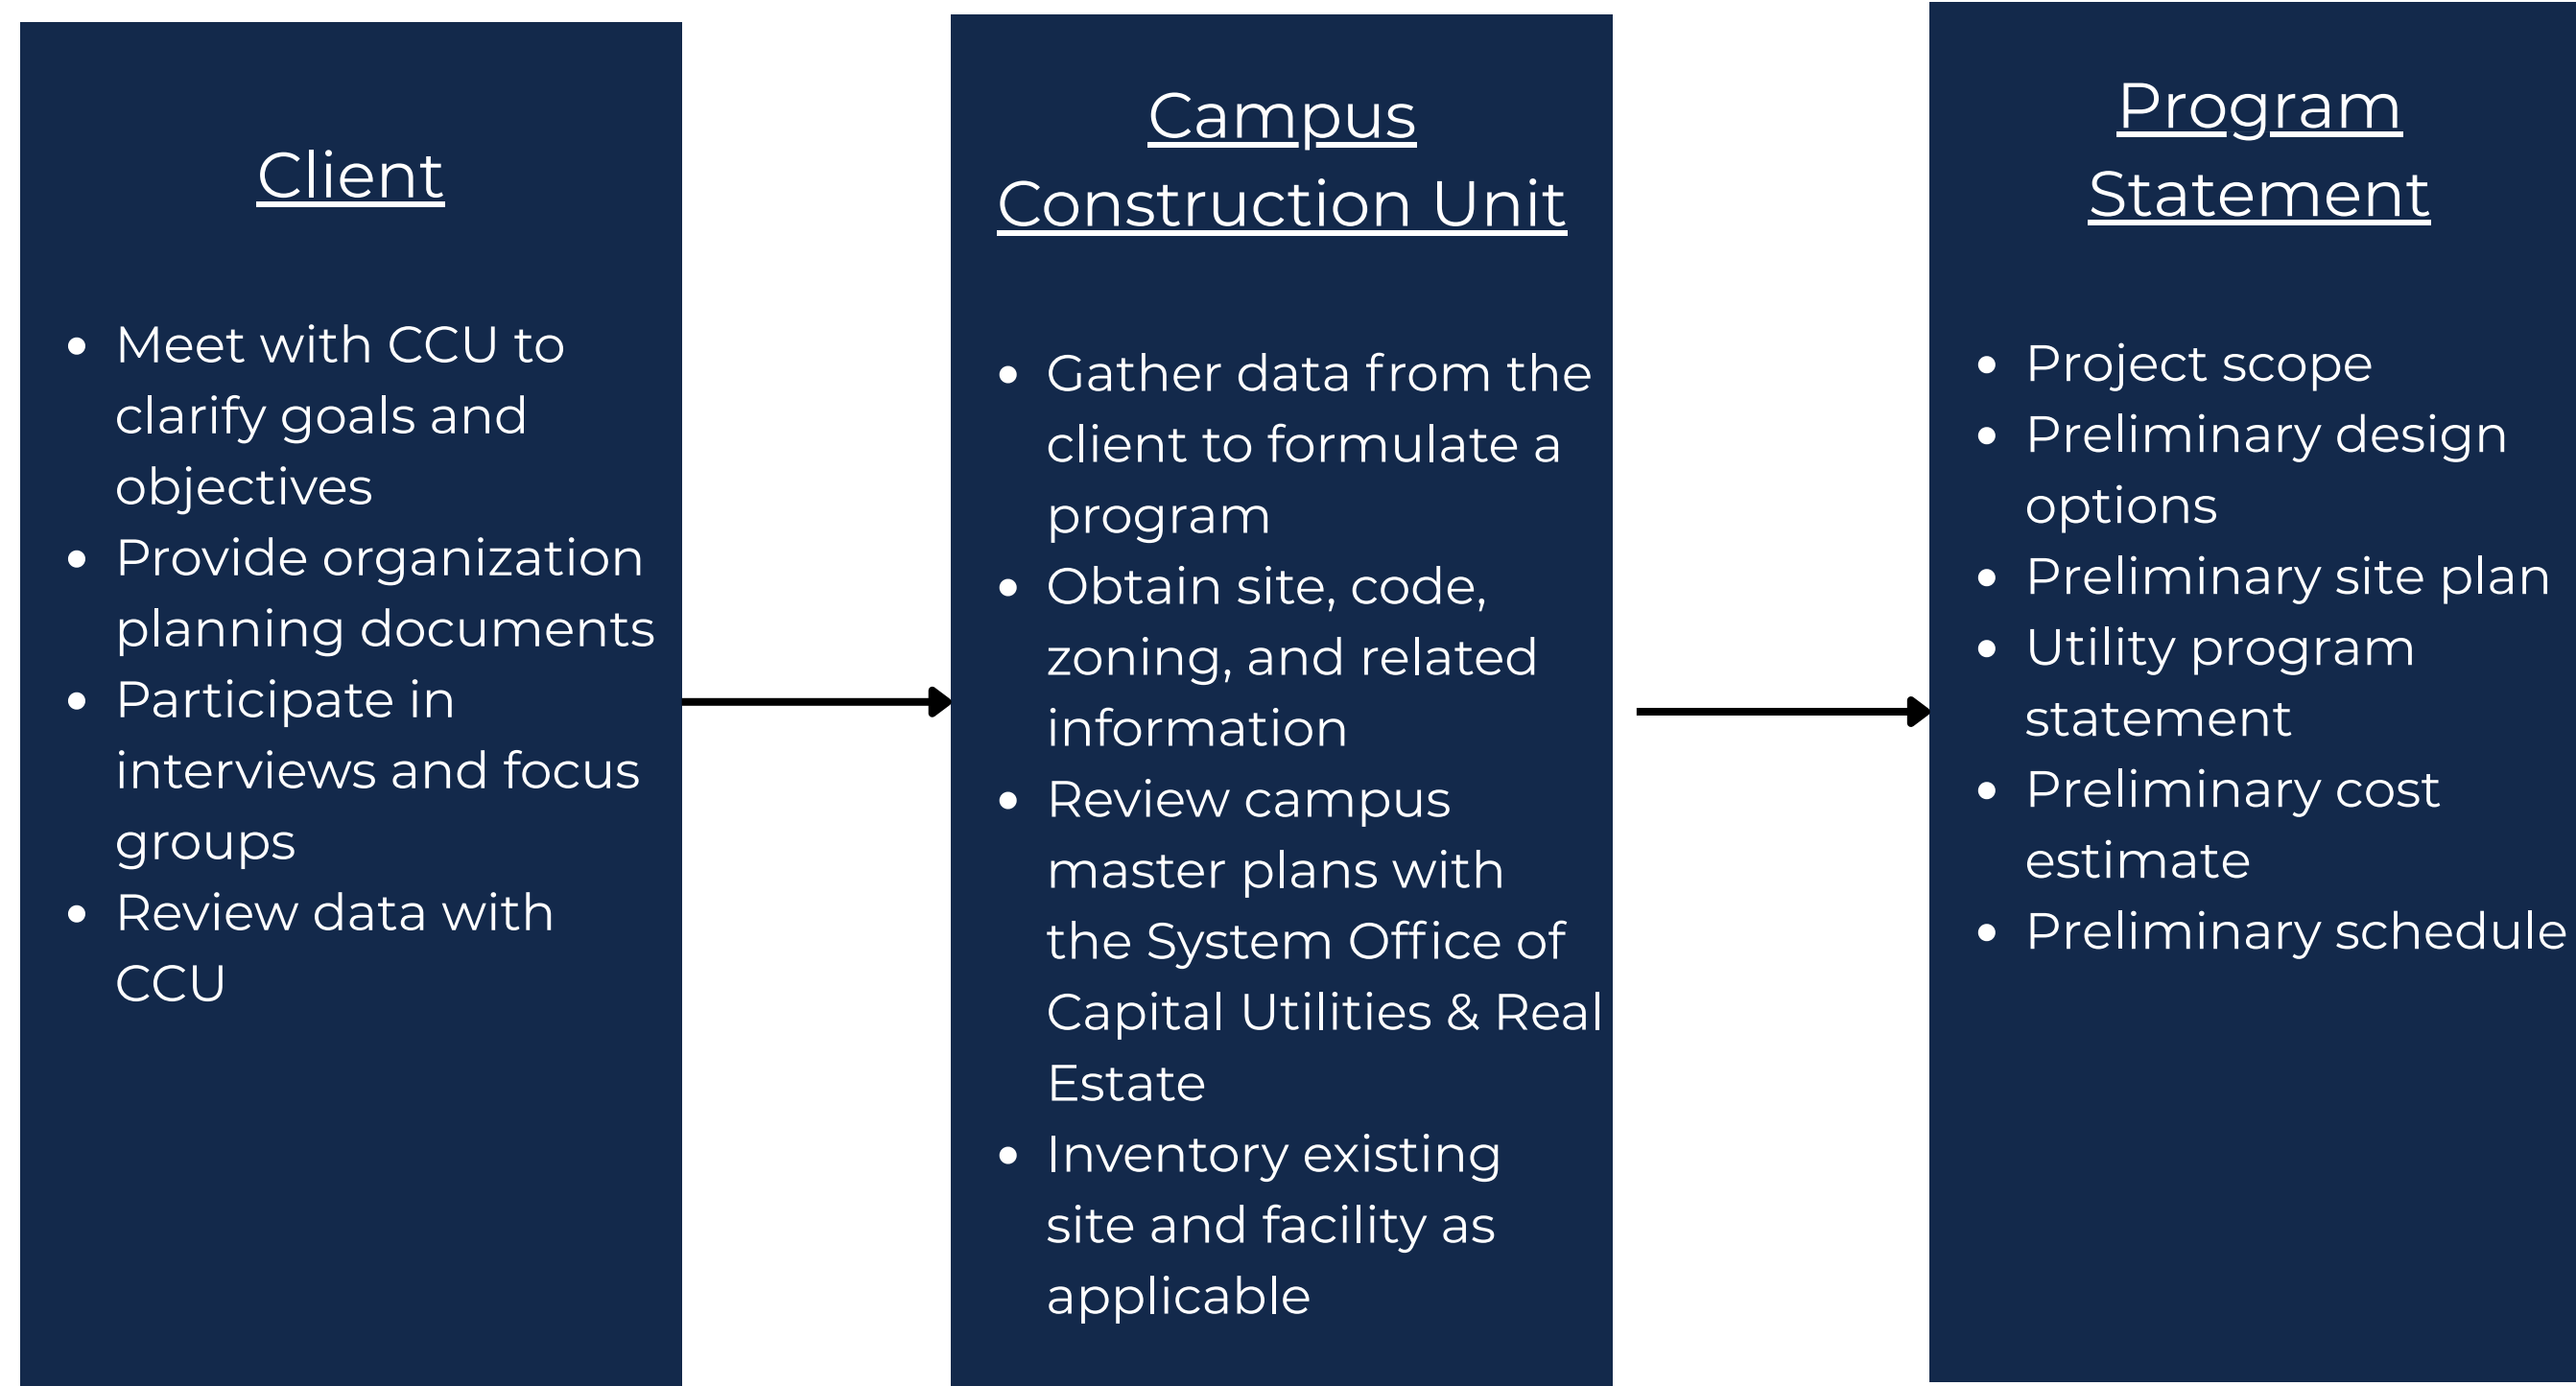 Client
• Meet with CCU to
clarify goals and
objectives
• Provide organization
planning documents
• Participate in
interviews and focus
groups
• Review data with
CCU
Campus
Construction Unit
• Gather data from the
client to formulate a
program
• Obtain site, code,
zoning, and related
information
• Review campus
master plans with
the System Office of
Capital Utilities & Real
Estate
• Inventory existing
site and facility as
applicable
Program
Statement
• Project scope
• Preliminary design
options
• Preliminary site plan
• Utility program
statement
• Preliminary cost
estimate
• Preliminary schedule